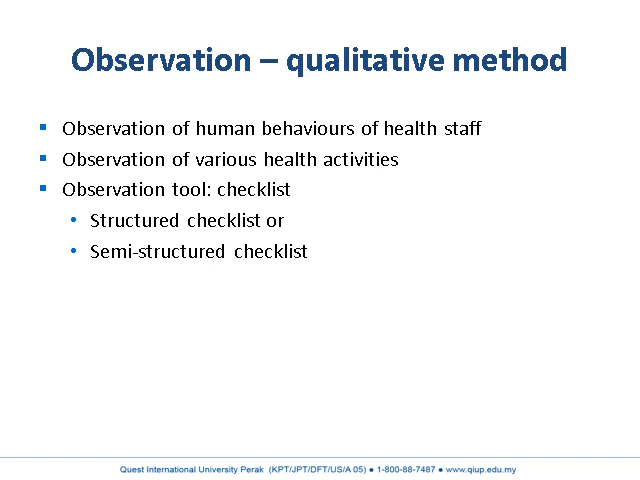 Observation – qualitative method
▪ Observation of human behaviours of health staff
▪ Observation of various health activities
▪ Observation tool: checklist
• Structured checklist or
• Semi-structured checklist
Quest International University Perak (KPT/JPT/DFT/US/A 05) ● 1-800-88-7487 ● www.qiup.edu.my